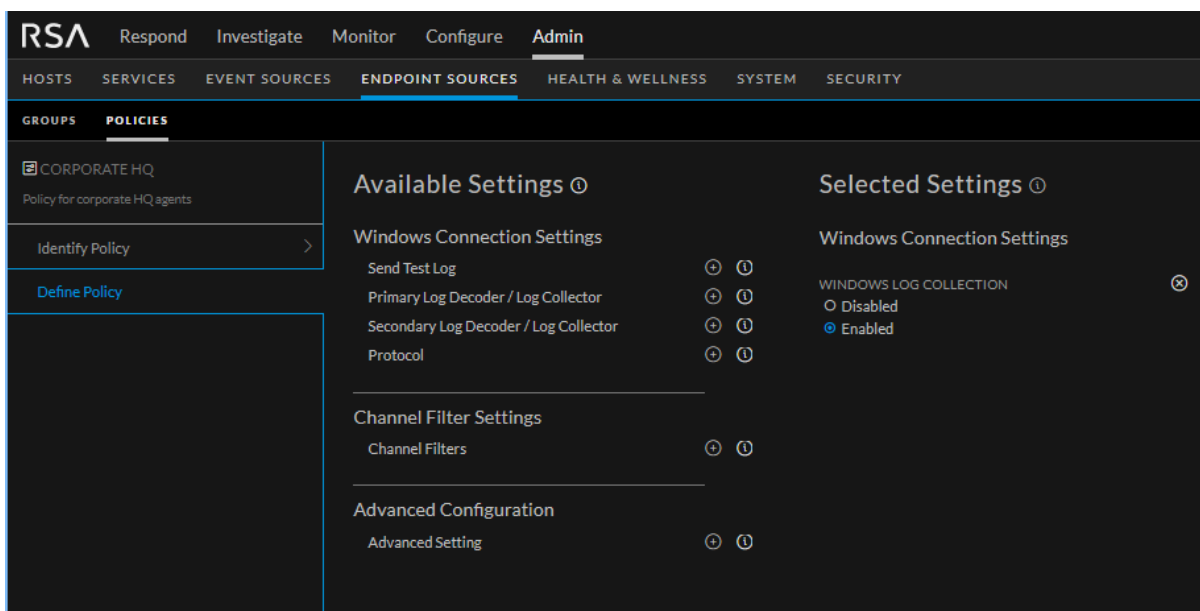 RSA Respond Investigate Monitor Configure Admin
HOSTS SERVICES EVENT SOURCES ENDPOINT SOURCES HEALTH & WELLNESS SYSTEM SECURITY
GROUPS POLICIES
CORPORATE HQ
Policy for corporate HQ agents
Identify Policy
Define Policy
Available Settings
Windows Connection Settings
Send Test Log
Primary Log Decoder / Log Collector
Secondary Log Decoder / Log Collector
Protocol
Channel Filter Settings
Channel Filters
Advanced Configuration
Advanced Setting
Selected Settings
Windows Connection Settings
WINDOWS LOG COLLECTION
Disabled
Enabled